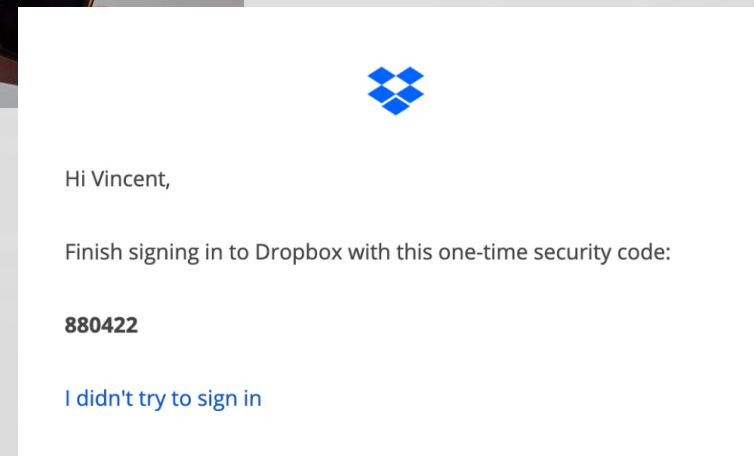 Hi Vincent,
Finish signing in to Dropbox with this one-time security code:
880422
I didn't try to sign in